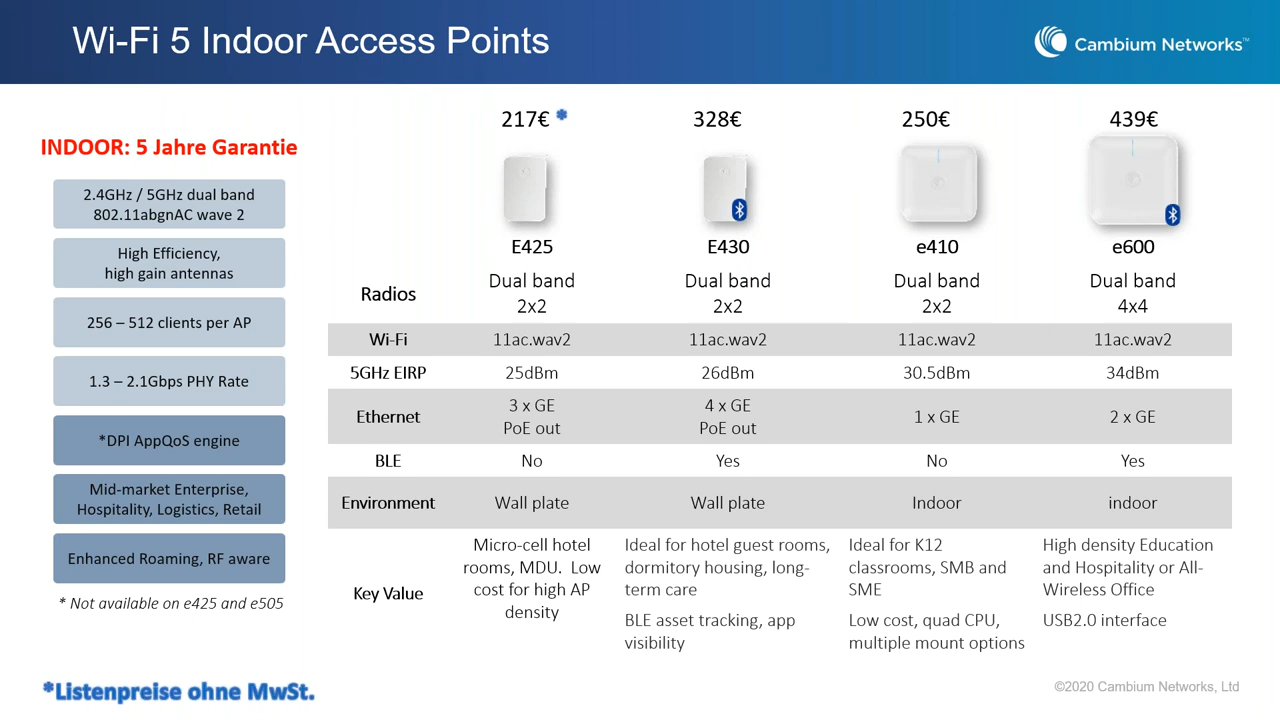 Wi-Fi 5 Indoor Access Points
Cambium Networks™
INDOOR: 5 Jahre Garantie
2.4GHz / 5GHz dual band
802.11abgnAC wave 2
High Efficiency,
high gain antennas
256 – 512 clients per AP
1.3 – 2.1Gbps PHY Rate
*DPI AppQoS engine
Mid-market Enterprise,
Hospitality, Logistics, Retail
Enhanced Roaming, RF aware
* Not available on e425 and e505
217€ * 328€ 250€ 439€
E425 E430 e410 e600
Radios
Dual band
2x2
Dual band
2x2
Dual band
2x2
Dual band
4x4
Wi-Fi 11ac.wav2 11ac.wav2 11ac.wav2 11ac.wav2
5GHz EIRP 25dBm 26dBm 30.5dBm 34dBm
Ethernet
3 x GE
PoE out
4 x GE
PoE out
1 x GE
2 x GE
BLE No Yes No Yes
Environment Wall plate Wall plate Indoor indoor
Key Value
Micro-cell hotel
rooms, MDU. Low
cost for high AP
density
Ideal for hotel guest rooms,
dormitory housing, long-
term care
BLE asset tracking, app
visibility
Ideal for K12
classrooms, SMB and
SME
Low cost, quad CPU,
multiple mount options
High density Education
and Hospitality or All-
Wireless Office
USB2.0 interface
*Listenpreise ohne MwSt.
©2020 Cambium Networks, Ltd